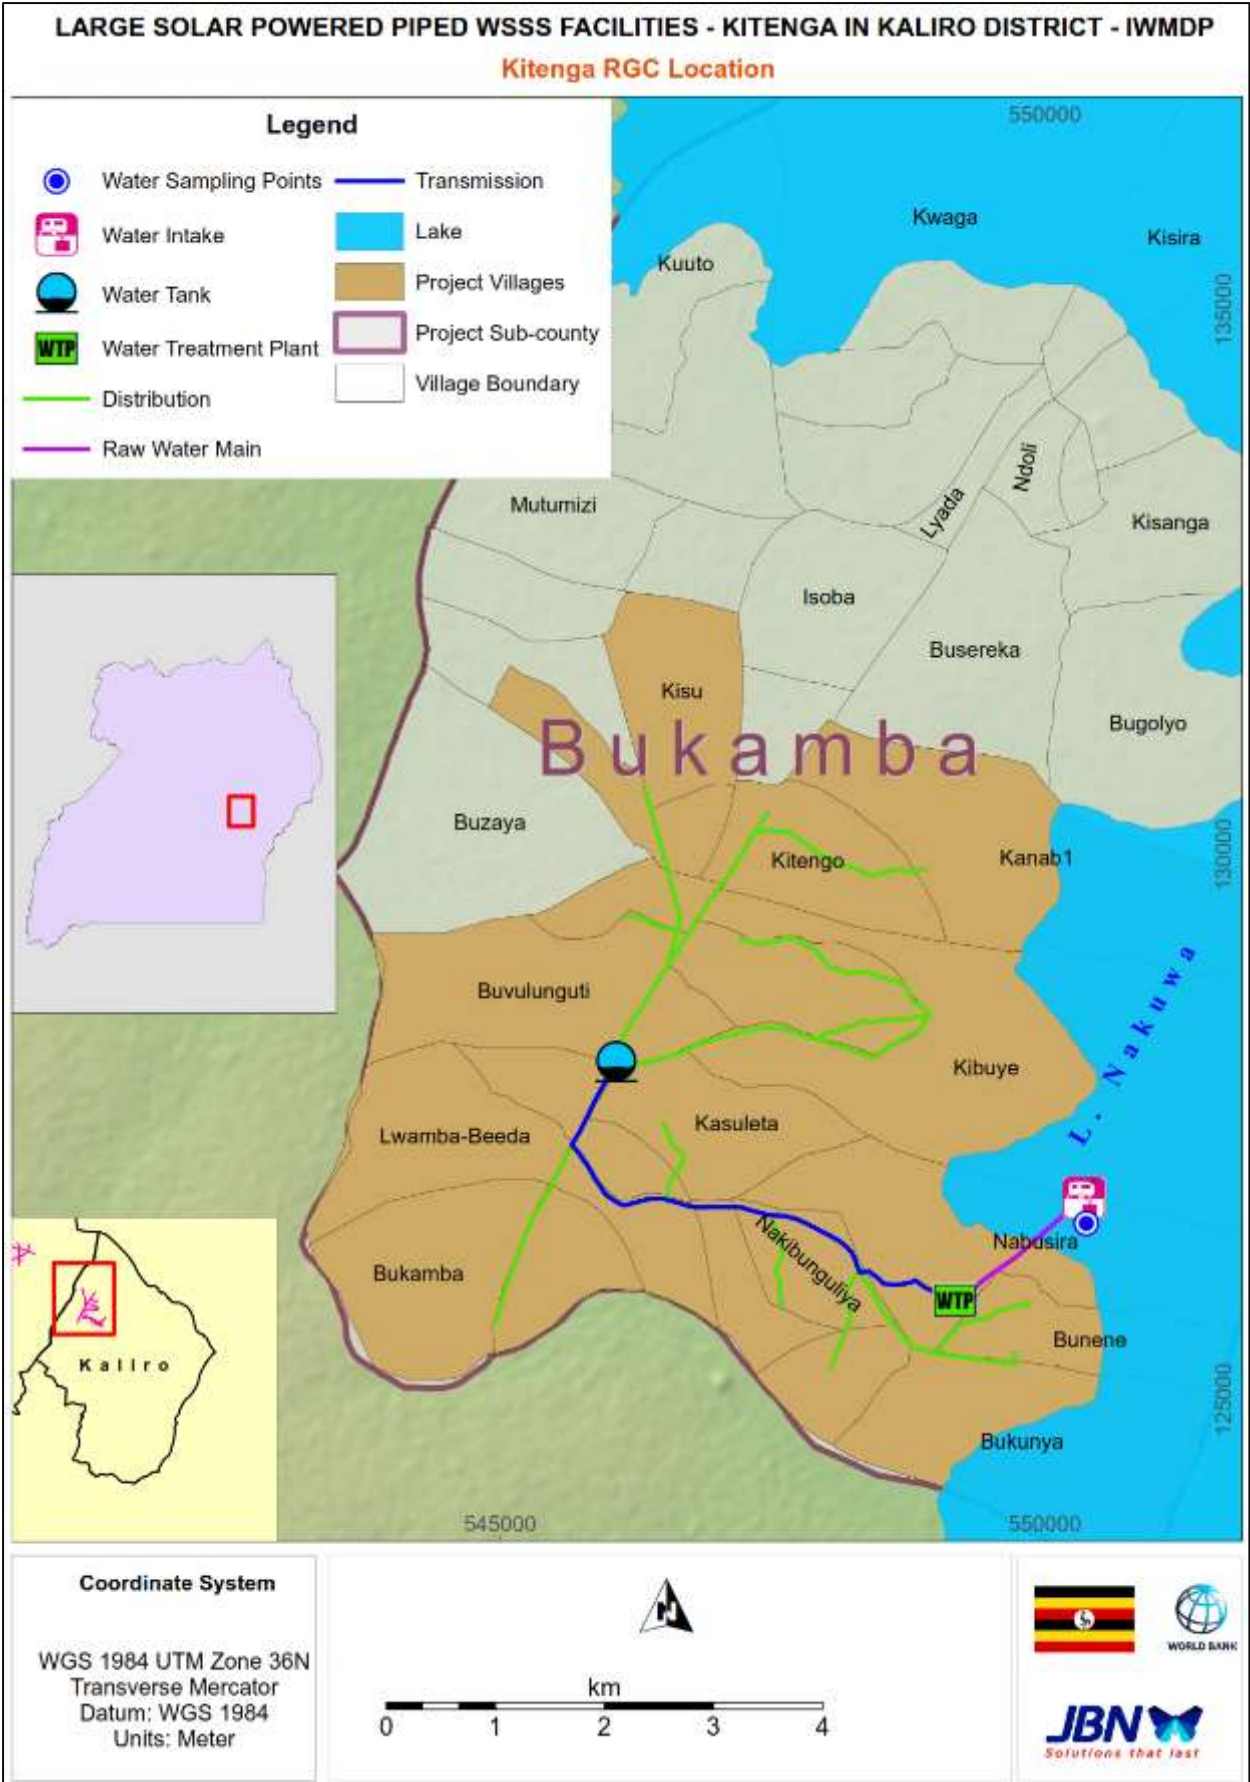 LARGE SOLAR POWERED PIPED WSSS FACILITIES - KITENGA IN KALIRO DISTRICT - IWMDP
Kitenga RGC Location
Legend
Water Sampling Points
Water Intake
Water Tank
WTP Water Treatment Plant
Distribution
Raw Water Main
Transmission
Lake
Project Villages
Project Sub-county
Village Boundary
550000
Kwaga
Kisira
Kuuto
135000
Ndoli
Lyada
Mutumizi
Kisanga
Isoba
Busereka
Kisu
Bugolyo
Bukamba
Buzaya
Kitengo
Kanab1
130000
Buvulunguti
L. Nakuwa
Kibuye
Kasuleta
Lwamba-Beeda
Nabusira
Nakibunguliya
Bukamba
WTP
Bunene
Kaliro
125000
Bukunya
545000
550000
Coordinate System
WGS 1984 UTM Zone 36N
Transverse Mercator
Datum: WGS 1984
Units: Meter
N
km
0 1 2 3 4
WORLD BANK
JBN
Solutions that last